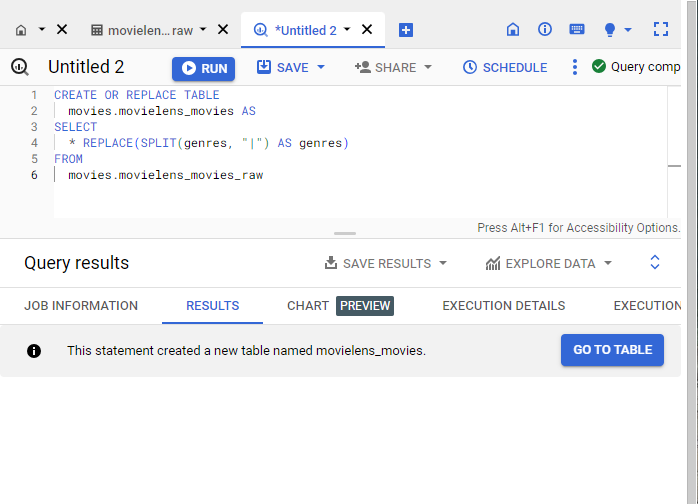 movielen... raw
*Untitled 2
Untitled 2
RUN
SAVE
SHARE
SCHEDULE
Query comp
1 CREATE OR REPLACE TABLE
2 movies.movielens_movies AS
3 SELECT
4 * REPLACE(SPLIT(genres, "|") AS genres)
5 FROM
6 movies.movielens_movies_raw
Press Alt+F1 for Accessibility Options.
Query results
SAVE RESULTS
EXPLORE DATA
JOB INFORMATION
RESULTS
CHART PREVIEW
EXECUTION DETAILS
EXECUTION
This statement created a new table named movielens_movies.
GO TO TABLE